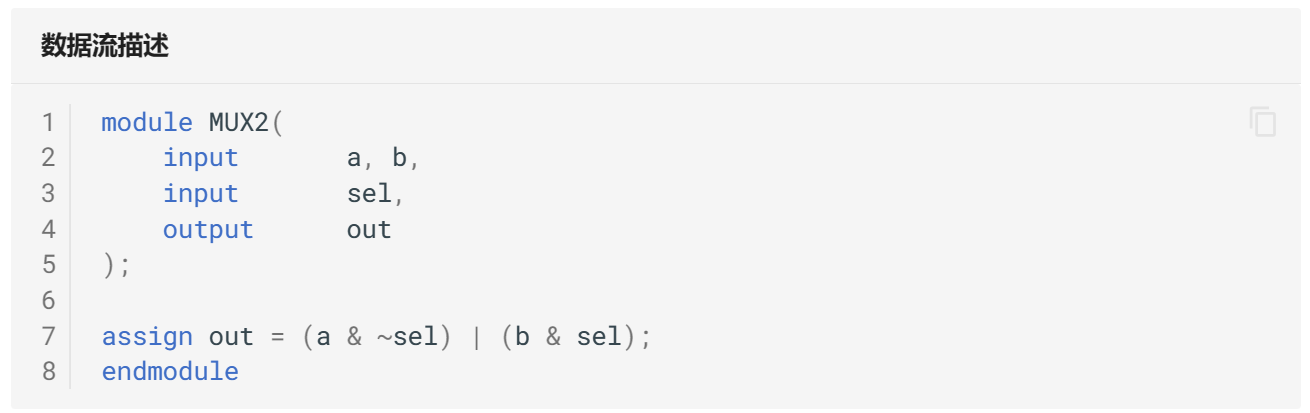 数据流描述
1 module MUX2(
2     input       a, b,
3     input       sel,
4     output      out
5 );
6
7 assign out = (a & ~sel) | (b & sel);
8 endmodule